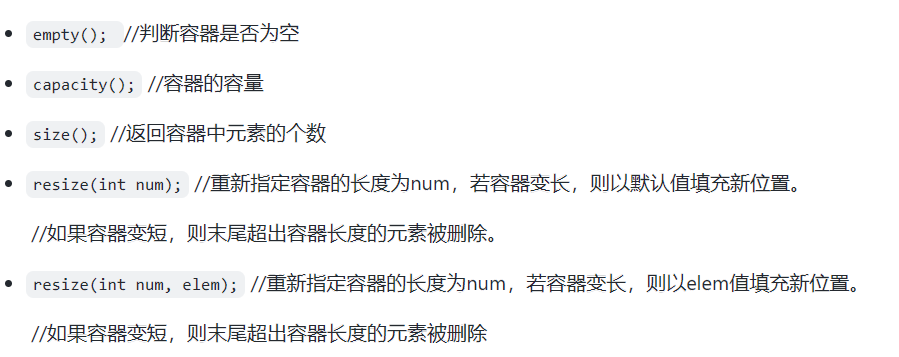 empty(); //判断容器是否为空
capacity(); //容器的容量
size(); //返回容器中元素的个数
resize(int num); //重新指定容器的长度为num，若容器变长，则以默认值填充新位置。
//如果容器变短，则末尾超出容器长度的元素被删除。
resize(int num, elem); //重新指定容器的长度为num，若容器变长，则以elem值填充新位置。
//如果容器变短，则末尾超出容器长度的元素被删除